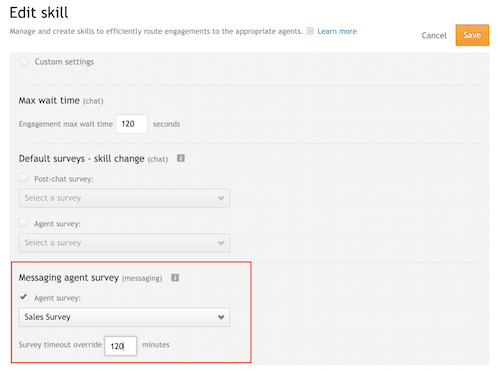 Edit skill
Manage and create skills to efficiently route engagements to the appropriate agents. Learn more
Cancel
Save
Custom settings
Max wait time (chat)
Engagement max wait time 120 seconds
Default surveys - skill change (chat) i
Post-chat survey:
Select a survey
Agent survey:
Select a survey
Messaging agent survey (messaging) i
Agent survey:
Sales Survey
Survey timeout override 120 minutes